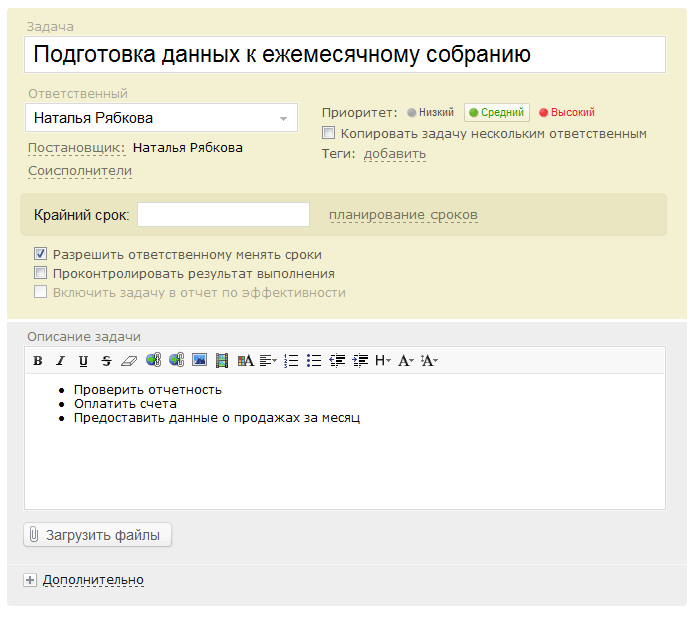 Задача
Подготовка данных к ежемесячному собранию
Ответственный
Наталья Рябкова
Приоритет: Низкий Средний Высокий
Копировать задачу нескольким ответственным
Постановщик: Наталья Рябкова
Теги: добавить
Соисполнители
Крайний срок: планирование сроков
Разрешить ответственному менять сроки
Проконтролировать результат выполнения
Включить задачу в отчет по эффективности
Описание задачи
B I U S A H A A
• Проверить отчетность
• Оплатить счета
• Предоставить данные о продажах за месяц
Загрузить файлы
Дополнительно